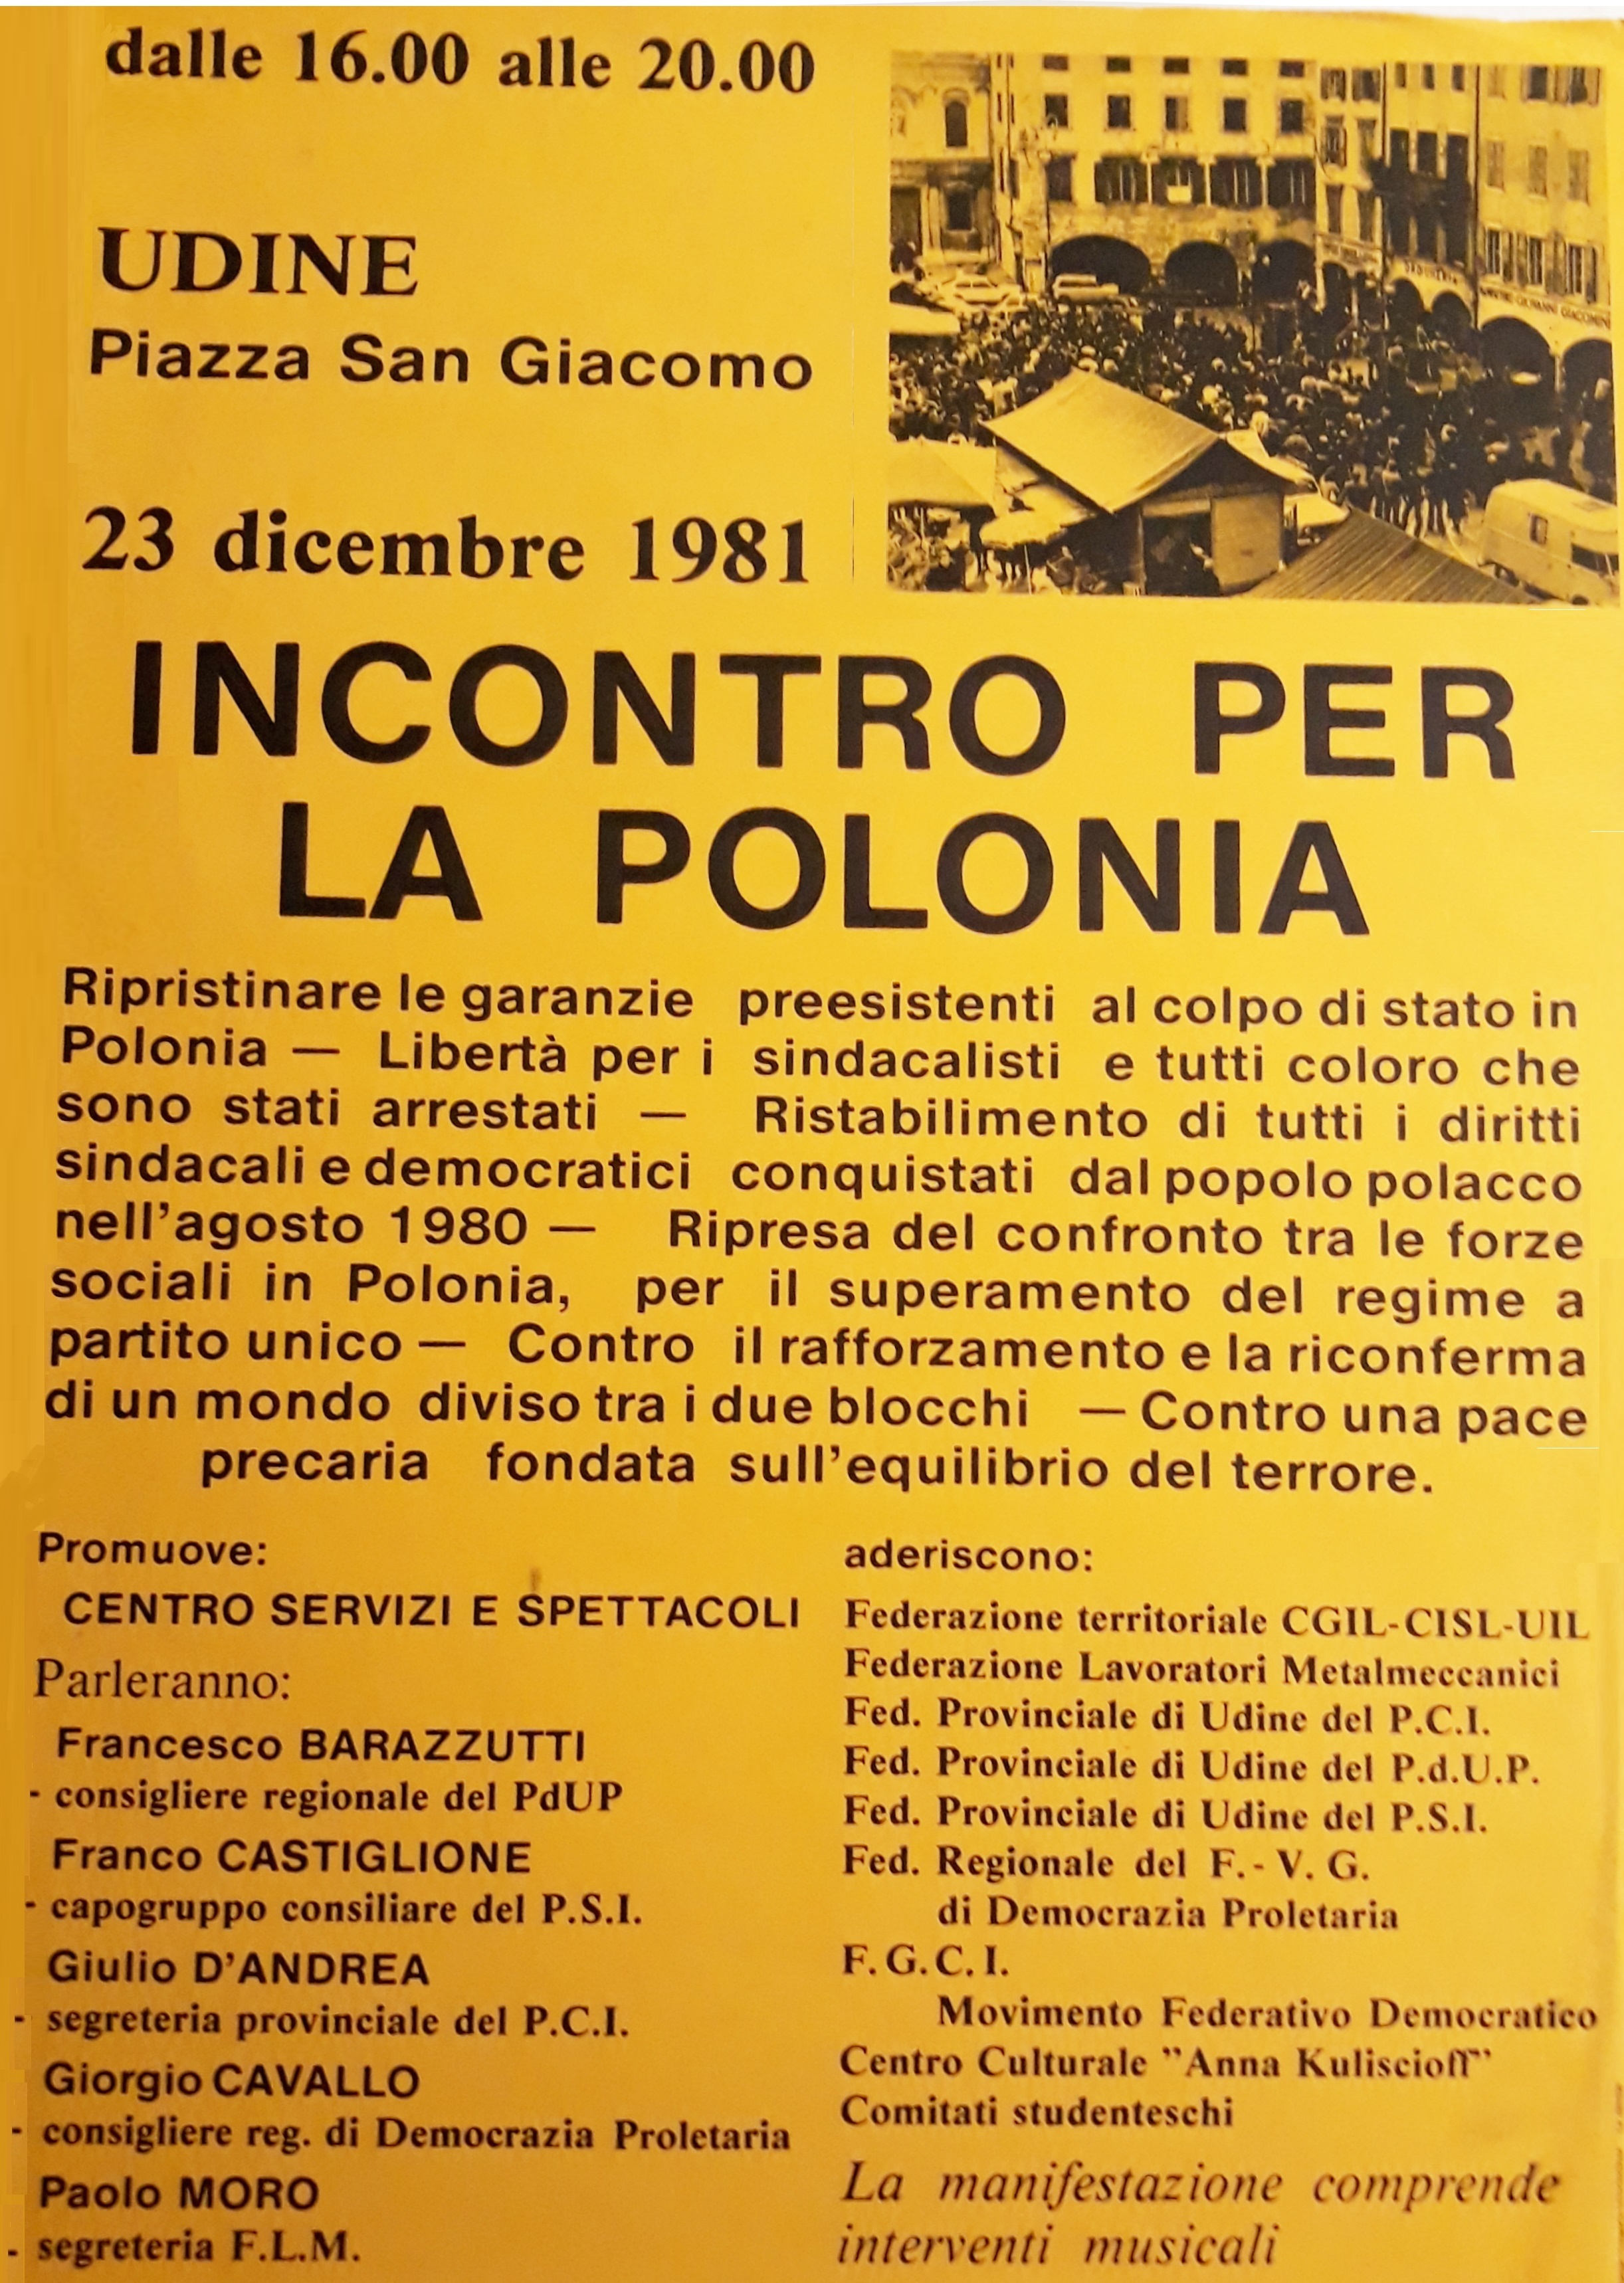 dalle 16.00 alle 20.00
UDINE
Piazza San Giacomo
23 dicembre 1981
INCONTRO PER
LA POLONIA
Ripristinare le garanzie preesistenti al colpo di stato in
Polonia — Libertà per i sindacalisti e tutti coloro che
sono stati arrestati — Ristabilimento di tutti i diritti
sindacali e democratici conquistati dal popolo polacco
nell'agosto 1980 — Ripresa del confronto tra le forze
sociali in Polonia, per il superamento del regime a
partito unico — Contro il rafforzamento e la riconferma
di un mondo diviso tra i due blocchi — Contro una pace
precaria fondata sull'equilibrio del terrore.
Promuove:
CENTRO SERVIZI E SPETTACOLI
Parleranno:
Francesco BARAZZUTTI
- consigliere regionale del PdUP
Franco CASTIGLIONE
- capogruppo consiliare del P.S.I.
Giulio D'ANDREA
- segreteria provinciale del P.C.I.
Giorgio CAVALLO
- consigliere reg. di Democrazia Proletaria
Paolo MORO
- segreteria F.L.M.
aderiscono:
Federazione territoriale CGIL-CISL-UIL
Federazione Lavoratori Metalmeccanici
Fed. Provinciale di Udine del P.C.I.
Fed. Provinciale di Udine del P.d.U.P.
Fed. Provinciale di Udine del P.S.I.
Fed. Regionale del F.-V.G.
di Democrazia Proletaria
F.G.C.I.
Movimento Federativo Democratico
Centro Culturale "Anna Kuliscioff"
Comitati studenteschi
La manifestazione comprende
interventi musicali